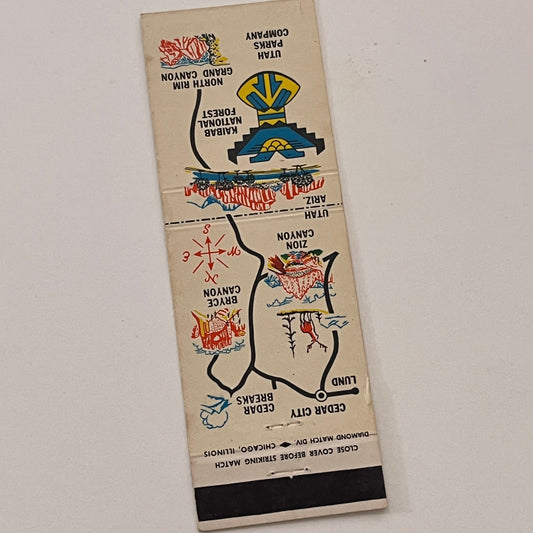 CLOSE COVER BEFORE STRIKING MATCH
DIAMOND MATCH DIV. ◆ CHICAGO, ILLINOIS
LUND
CEDAR CITY
CEDAR
BREAKS
BRYCE
CANYON
ZION
CANYON
N
W E
S
UTAH
ARIZ.
KAIBAB
NATIONAL
FOREST
NORTH RIM
GRAND CANYON
UTAH
PARKS
COMPANY